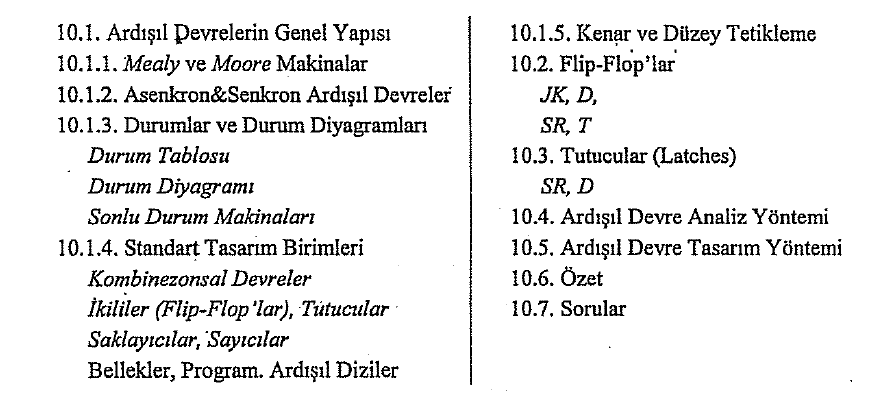 10.1. Ardışıl Devrelerin Genel Yapısı
10.1.1. Mealy ve Moore Makinalar
10.1.2. Asenkron&Senkron Ardışıl Devreler
10.1.3. Durumlar ve Durum Diyagramları
Durum Tablosu
Durum Diyagramı
Sonlu Durum Makinaları
10.1.4. Standart Tasarım Birimleri
Kombinezonsal Devreler
İkililer (Flip-Flop'lar), Tutucular
Saklayıcılar, Sayıcılar
Bellekler, Program. Ardışıl Diziler
10.1.5. Kenar ve Düzey Tetikleme
10.2. Flip-Flop'lar
JK, D,
SR, T
10.3. Tutucular (Latches)
SR, D
10.4. Ardışıl Devre Analiz Yöntemi
10.5. Ardışıl Devre Tasarım Yöntemi
10.6. Özet
10.7. Sorular